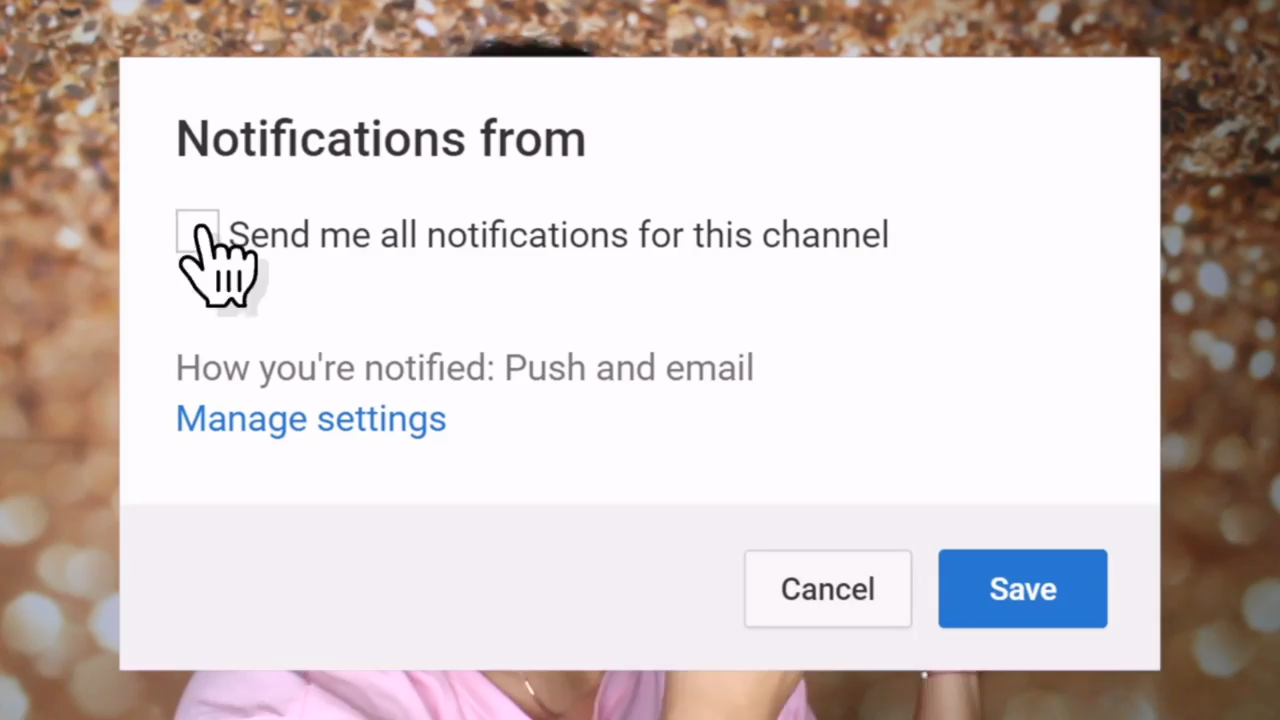 Notifications from
Send me all notifications for this channel
How you're notified: Push and email
Manage settings
Cancel
Save